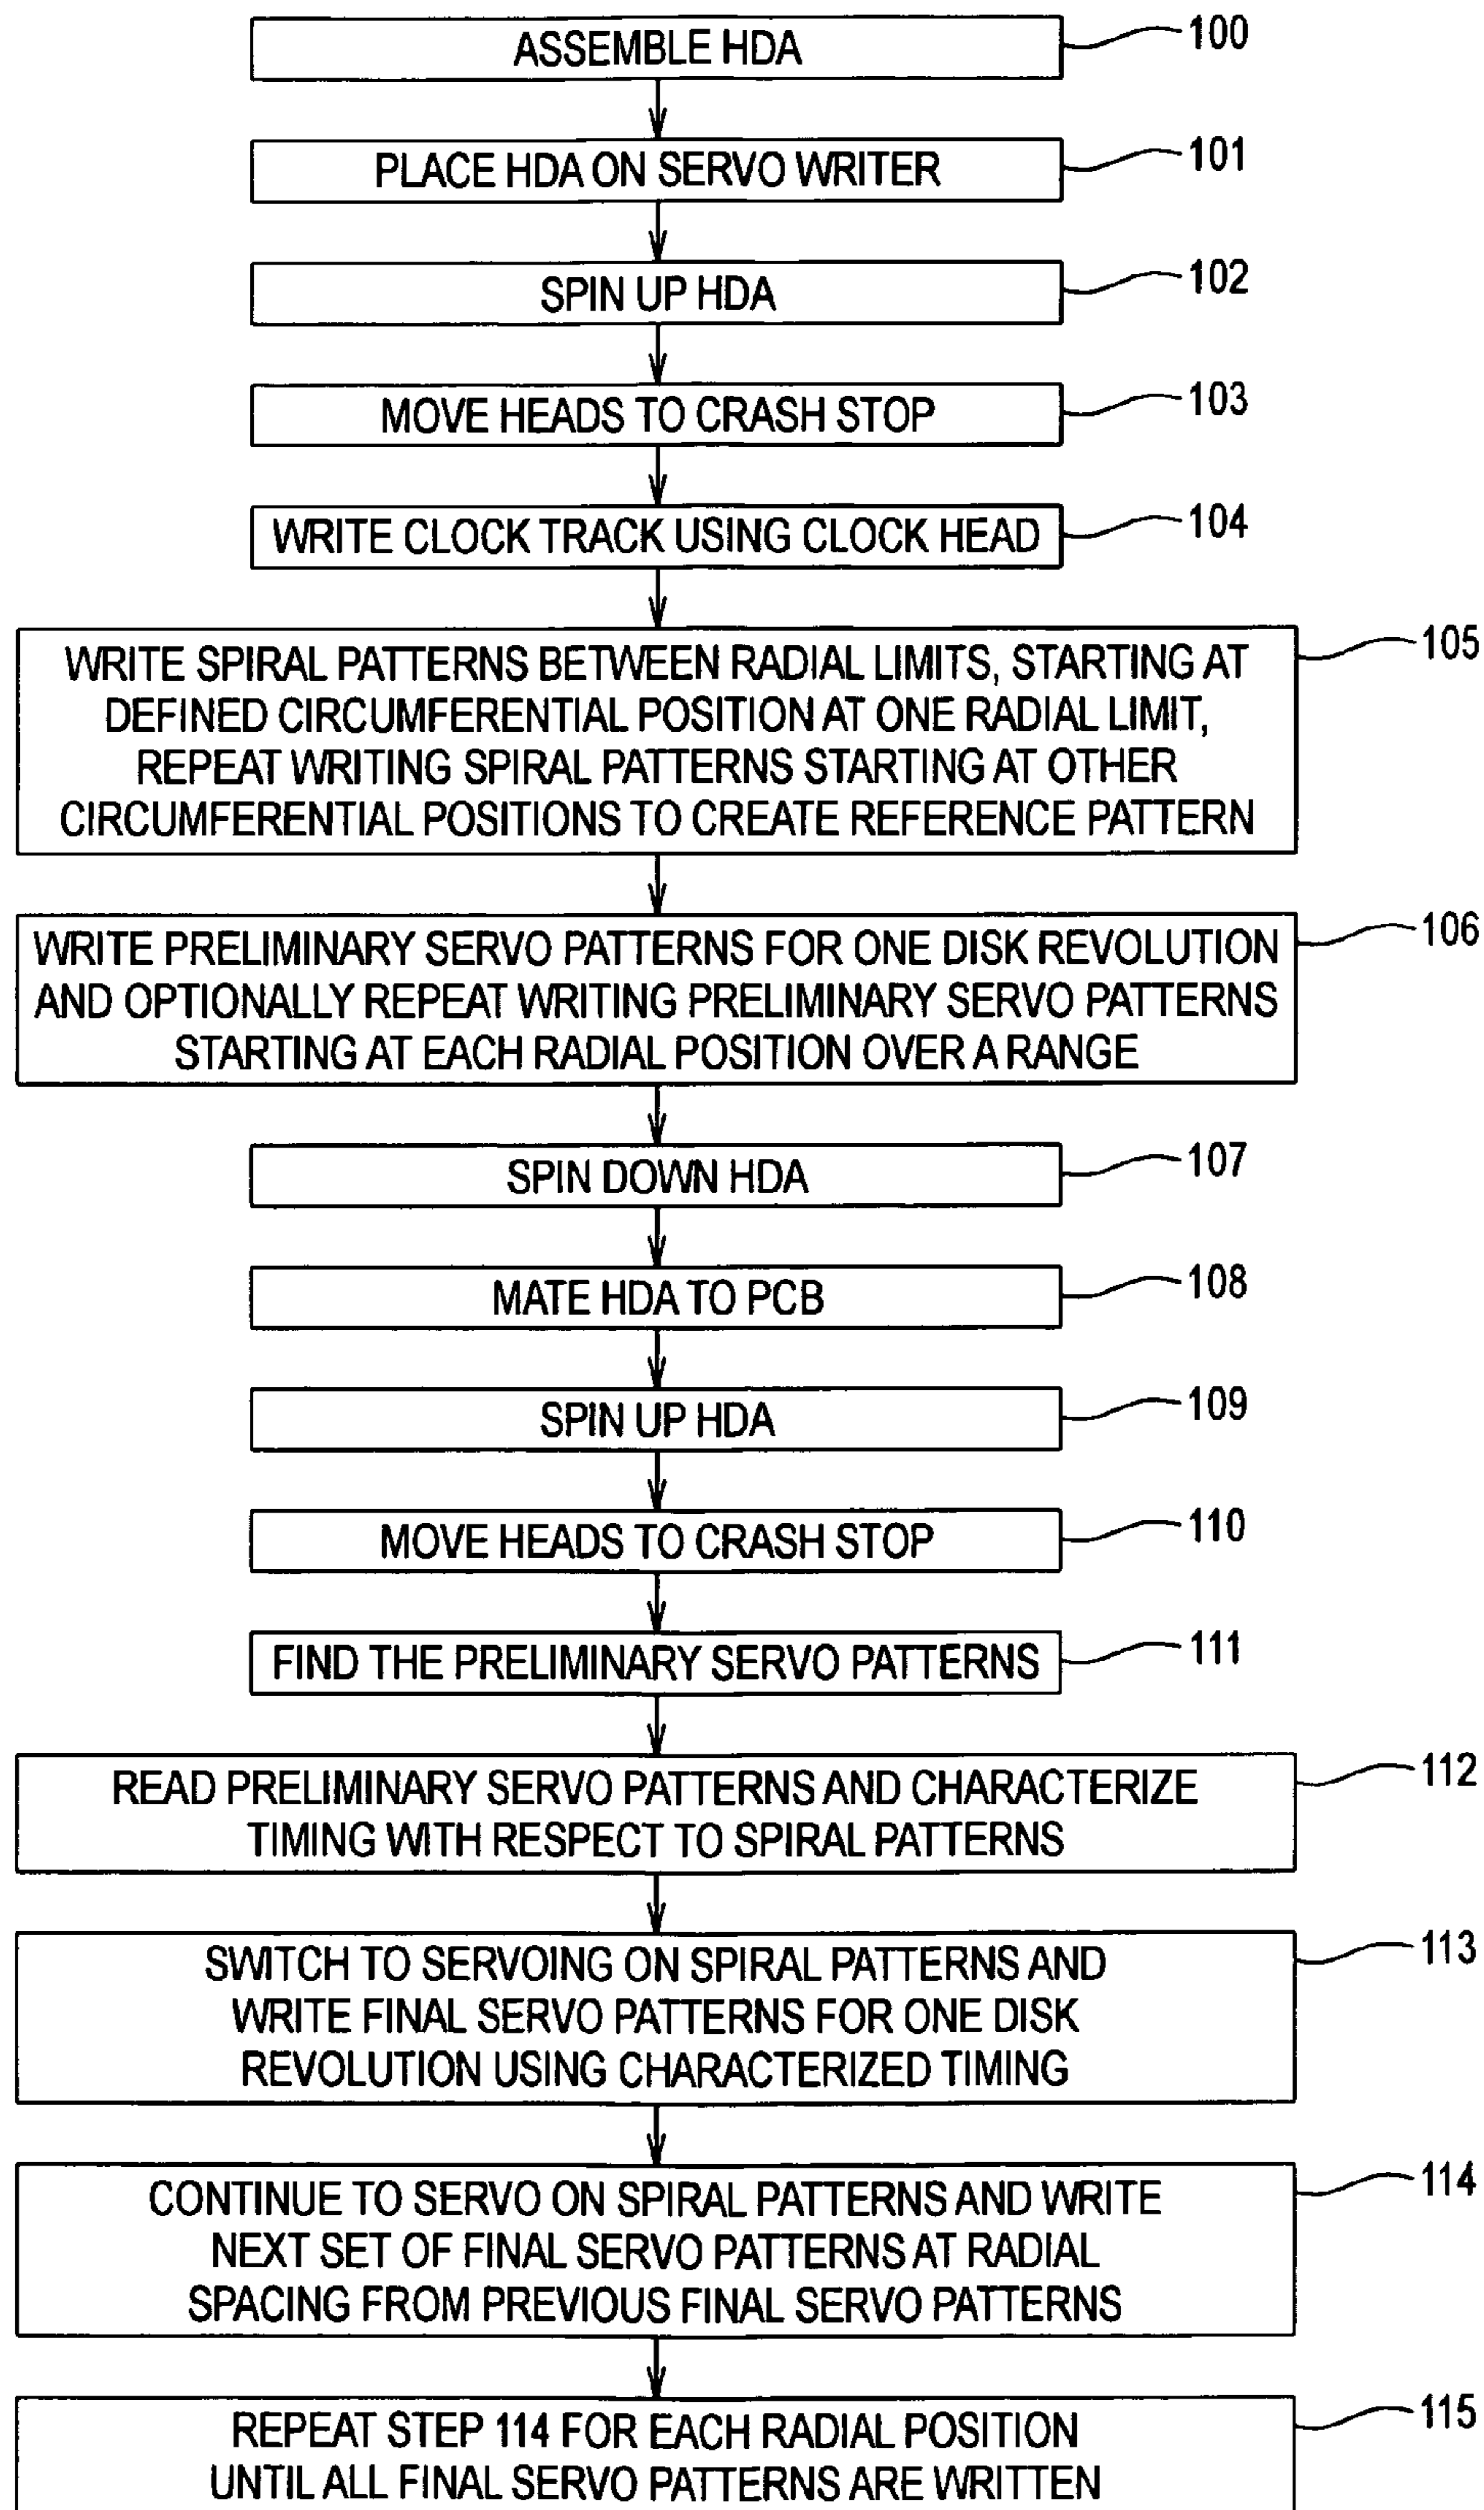 ASSEMBLE HDA
100
PLACE HDA ON SERVO WRITER
101
SPIN UP HDA
102
MOVE HEADS TO CRASH STOP
103
WRITE CLOCK TRACK USING CLOCK HEAD
104
WRITE SPIRAL PATTERNS BETWEEN RADIAL LIMITS, STARTING AT
DEFINED CIRCUMFERENTIAL POSITION AT ONE RADIAL LIMIT,
REPEAT WRITING SPIRAL PATTERNS STARTING AT OTHER
CIRCUMFERENTIAL POSITIONS TO CREATE REFERENCE PATTERN
105
WRITE PRELIMINARY SERVO PATTERNS FOR ONE DISK REVOLUTION
AND OPTIONALLY REPEAT WRITING PRELIMINARY SERVO PATTERNS
STARTING AT EACH RADIAL POSITION OVER A RANGE
106
SPIN DOWN HDA
107
MATE HDA TO PCB
108
SPIN UP HDA
109
MOVE HEADS TO CRASH STOP
110
FIND THE PRELIMINARY SERVO PATTERNS
111
READ PRELIMINARY SERVO PATTERNS AND CHARACTERIZE
TIMING WITH RESPECT TO SPIRAL PATTERNS
112
SWITCH TO SERVOING ON SPIRAL PATTERNS AND
WRITE FINAL SERVO PATTERNS FOR ONE DISK
REVOLUTION USING CHARACTERIZED TIMING
113
CONTINUE TO SERVO ON SPIRAL PATTERNS AND WRITE
NEXT SET OF FINAL SERVO PATTERNS AT RADIAL
SPACING FROM PREVIOUS FINAL SERVO PATTERNS
114
REPEAT STEP 114 FOR EACH RADIAL POSITION
UNTIL ALL FINAL SERVO PATTERNS ARE WRITTEN
115